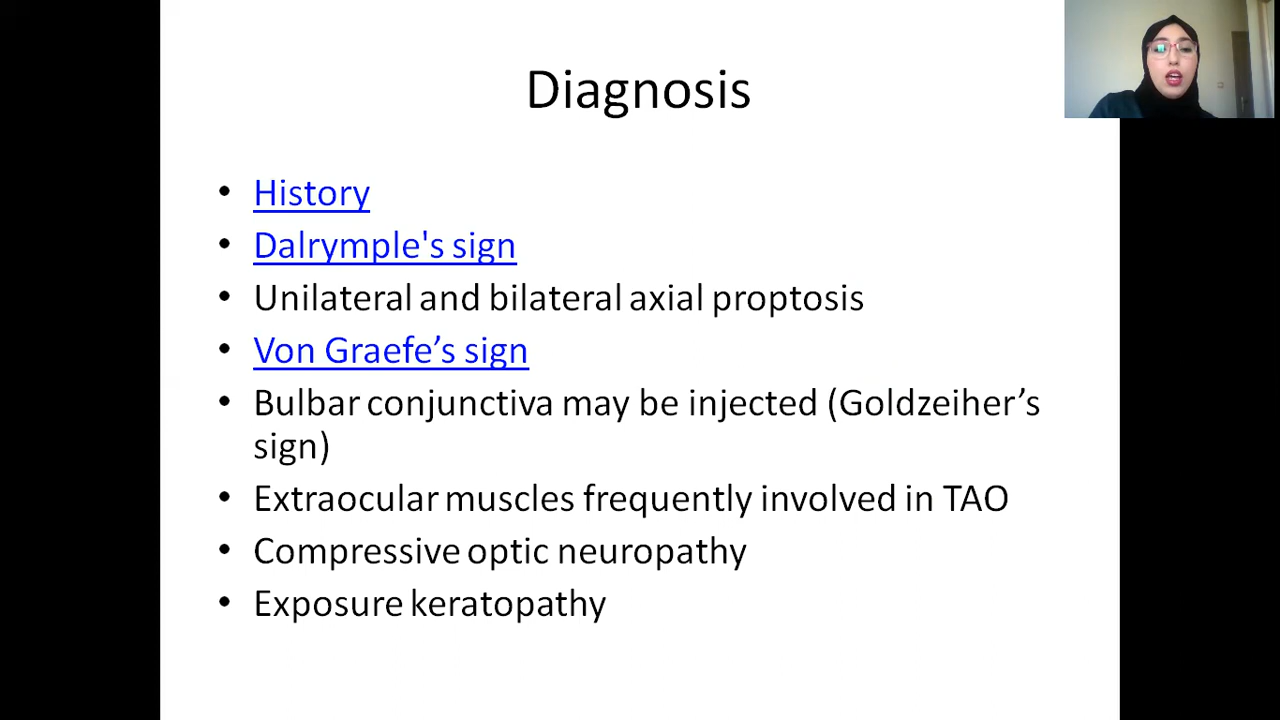 Diagnosis
• History
• Dalrymple's sign
• Unilateral and bilateral axial proptosis
• Von Graefe’s sign
• Bulbar conjunctiva may be injected (Goldzeiher’s
sign)
• Extraocular muscles frequently involved in TAO
• Compressive optic neuropathy
• Exposure keratopathy